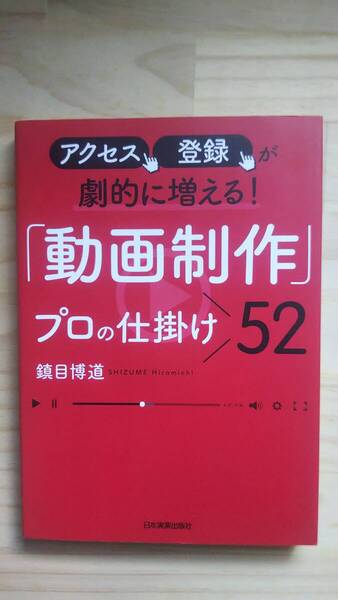 アクセス 登録が
劇的に増える!
「動画制作」
プロの仕掛け 52
鎮目博道 SHIZUME Hiromichi
日本実業出版社